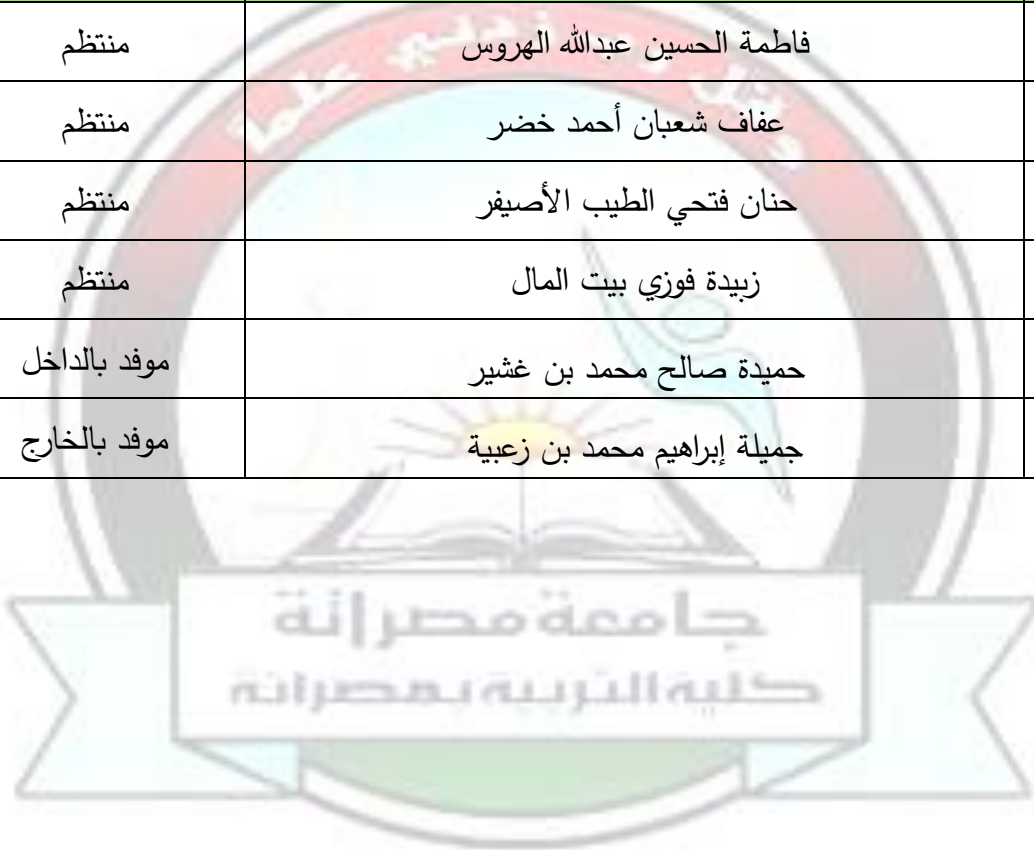 فاطمة الحسين عبدالله الهروس منتظم
عفاف شعبان أحمد خضر منتظم
حنان فتحي الطيب الأصيفر منتظم
زبيدة فوزي بيت المال منتظم
حميدة صالح محمد بن غشير موفد بالداخل
جميلة إبراهيم محمد بن زعبية موفد بالخارج
جامعة مصراتة
كلية التربية بمصراتة